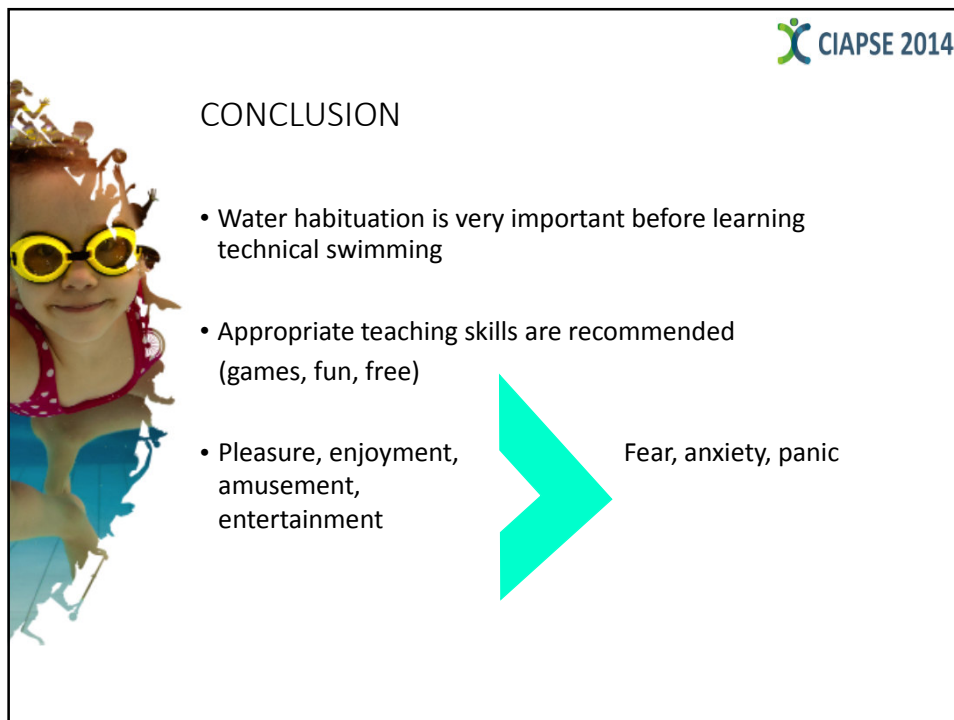 CIAPSE 2014
CONCLUSION
• Water habituation is very important before learning
technical swimming
• Appropriate teaching skills are recommended
(games, fun, free)
• Pleasure, enjoyment,
amusement,
entertainment
Fear, anxiety, panic